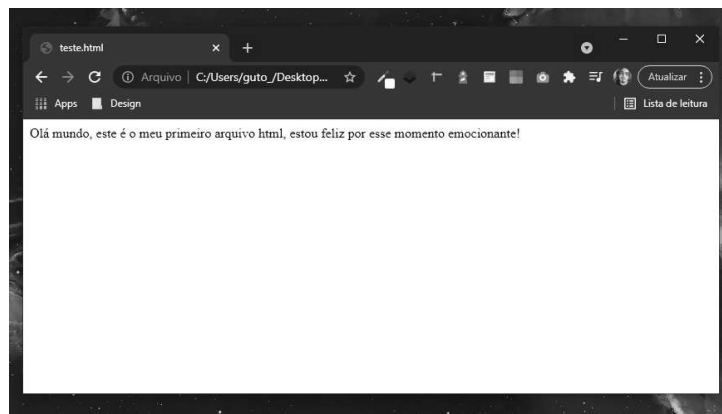 teste.html
Arquivo C:/Users/guto_/Desktop... Atualizar
Apps Design Lista de leitura
Olá mundo, este é o meu primeiro arquivo html, estou feliz por esse momento emocionante!